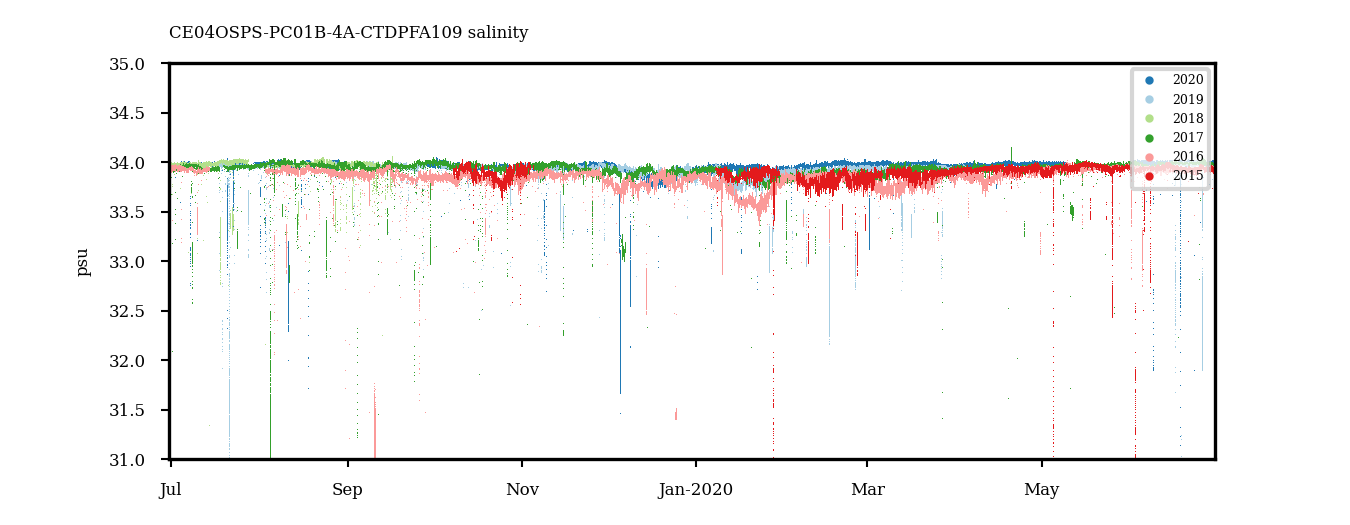 CE04OSPS-PC01B-4A-CTDPFA109 salinity
35.0
34.5
34.0
33.5
33.0
32.5
32.0
31.5
31.0
psu
Jul
Sep
Nov
Jan-2020
Mar
May
2020
2019
2018
2017
2016
2015